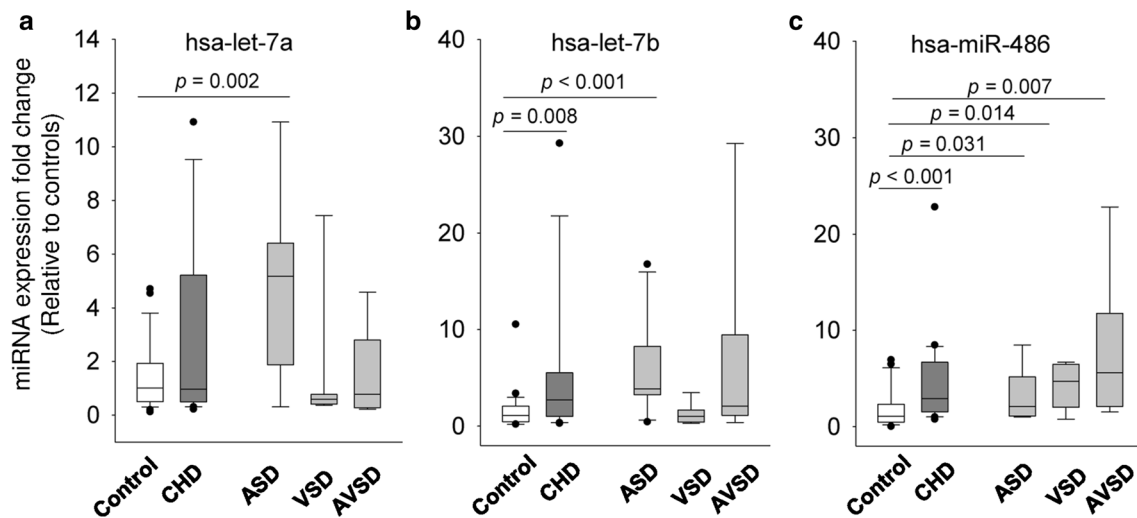 a
hsa-let-7a
miRNA expression fold change
(Relative to controls)
14
12
10
8
6
4
2
0
p = 0.002
Control
CHD
ASD
VSD
AVSD
b
hsa-let-7b
40
30
20
10
0
p < 0.001
p = 0.008
Control
CHD
ASD
VSD
AVSD
c
hsa-miR-486
40
30
20
10
0
p = 0.007
p = 0.014
p = 0.031
p < 0.001
Control
CHD
ASD
VSD
AVSD